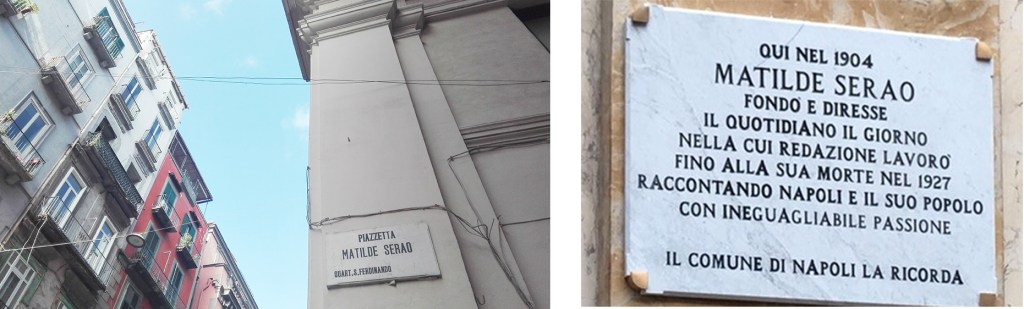 PIAZZETTA
MATILDE SERAO
QUART. S. FERDINANDO
QUI NEL 1904
MATILDE SERAO
FONDO' E DIRESSE
IL QUOTIDIANO IL GIORNO
NELLA CUI REDAZIONE LAVORO'
FINO ALLA SUA MORTE NEL 1927
RACCONTANDO NAPOLI E IL SUO POPOLO
CON INEGUAGLIABILE PASSIONE
IL COMUNE DI NAPOLI LA RICORDA